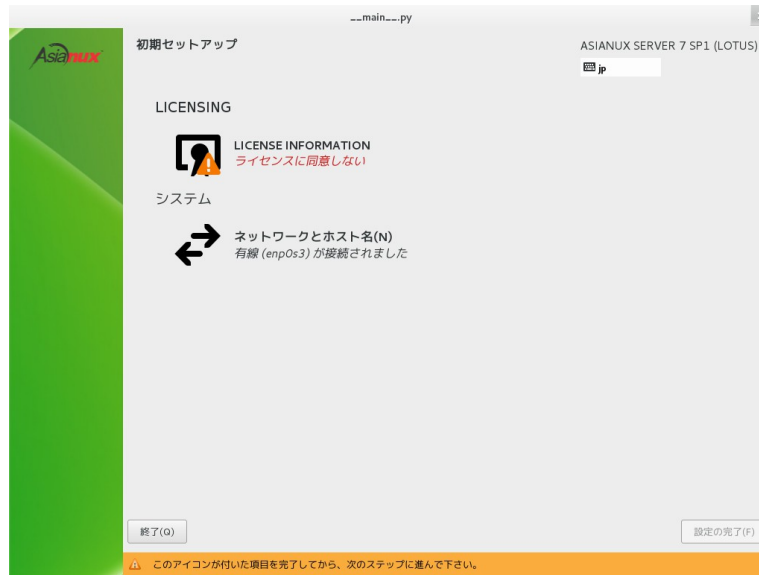 __main__.py
Asianux
初期セットアップ
ASIANUX SERVER 7 SP1 (LOTUS)
jp
LICENSING
LICENSE INFORMATION
ライセンスに同意しない
システム
ネットワークとホスト名(N)
有線 (enp0s3) が接続されました
終了(Q)
設定の完了(F)
このアイコンが付いた項目を完了してから、次のステップに進んで下さい。